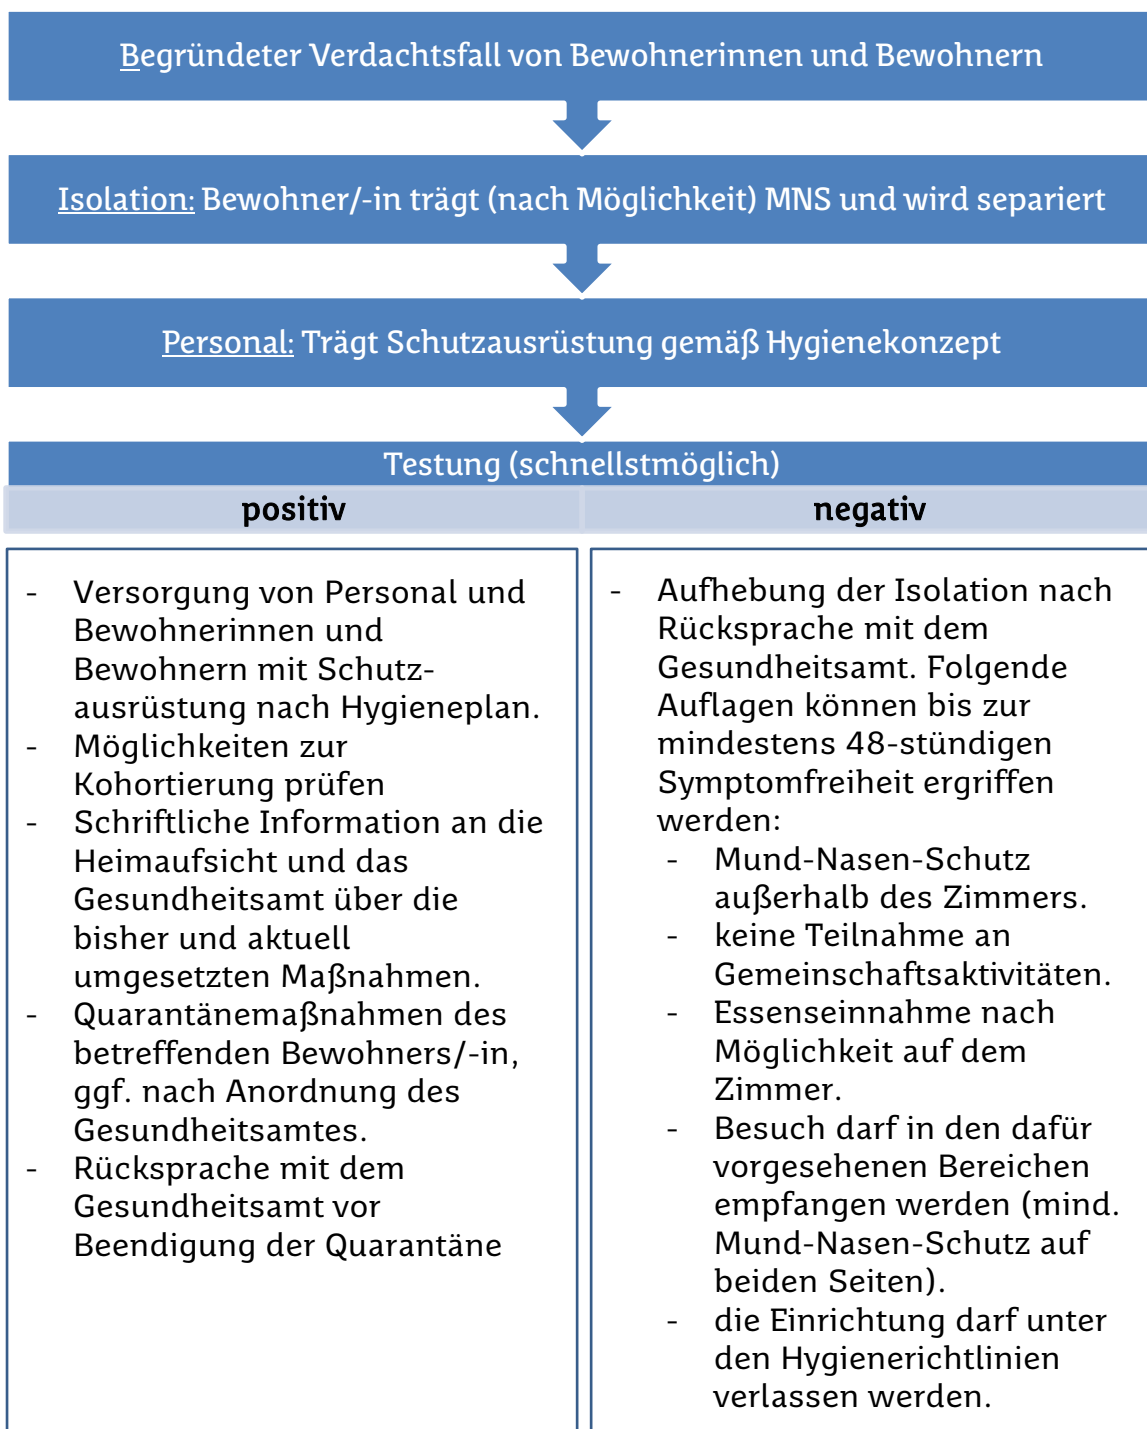 Begründeter Verdachtsfall von Bewohnerinnen und Bewohnern
Isolation: Bewohner/-in trägt (nach Möglichkeit) MNS und wird separiert
Personal: Trägt Schutzausrüstung gemäß Hygienekonzept
Testung (schnellstmöglich)
positiv
- Versorgung von Personal und
Bewohnerinnen und
Bewohnern mit Schutz-
ausrüstung nach Hygieneplan.
- Möglichkeiten zur
Kohortierung prüfen
- Schriftliche Information an die
Heimaufsicht und das
Gesundheitsamt über die
bisher und aktuell
umgesetzten Maßnahmen.
- Quarantänemaßnahmen des
betreffenden Bewohners/-in,
ggf. nach Anordnung des
Gesundheitsamtes.
- Rücksprache mit dem
Gesundheitsamt vor
Beendigung der Quarantäne
negativ
- Aufhebung der Isolation nach
Rücksprache mit dem
Gesundheitsamt. Folgende
Auflagen können bis zur
mindestens 48-stündigen
Symptomfreiheit ergriffen
werden:
- Mund-Nasen-Schutz
außerhalb des Zimmers.
- keine Teilnahme an
Gemeinschaftsaktivitäten.
- Essenseinnahme nach
Möglichkeit auf dem
Zimmer.
- Besuch darf in den dafür
vorgesehenen Bereichen
empfangen werden (mind.
Mund-Nasen-Schutz auf
beiden Seiten).
- die Einrichtung darf unter
den Hygienerichtlinien
verlassen werden.